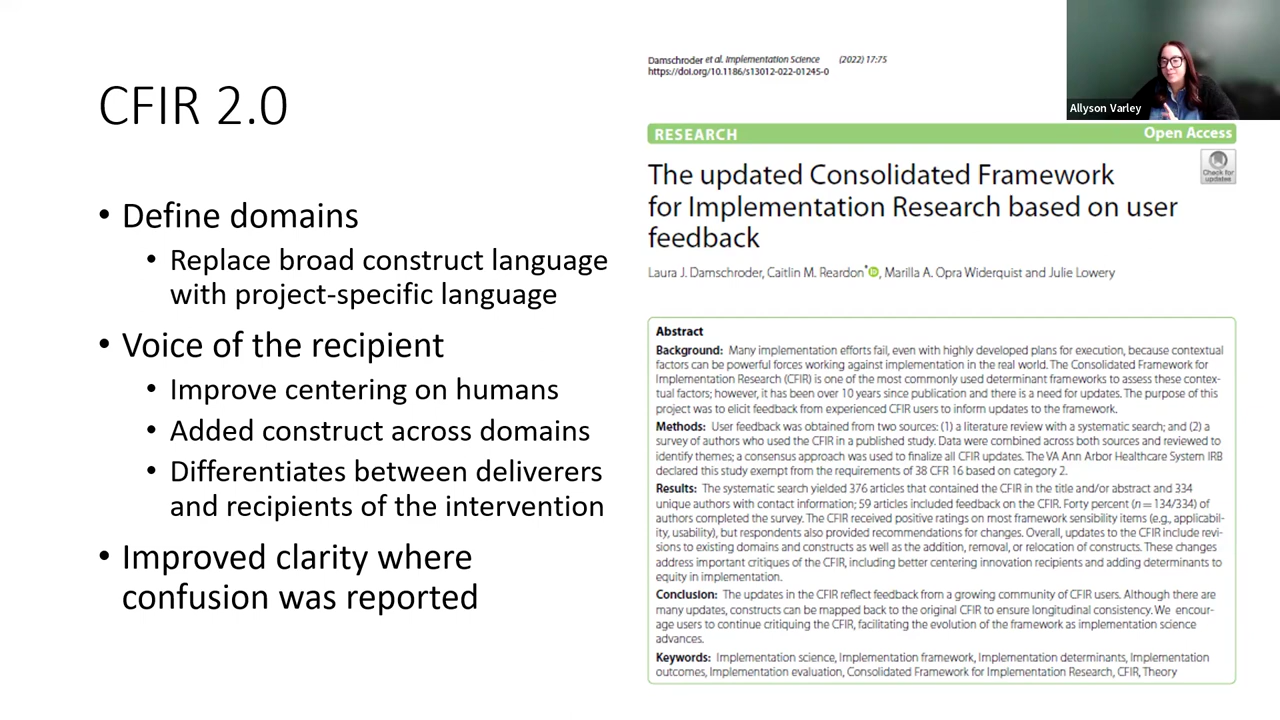 CFIR 2.0
• Define domains
• Replace broad construct language
with project-specific language
• Voice of the recipient
• Improve centering on humans
• Added construct across domains
• Differentiates between deliverers
and recipients of the intervention
• Improved clarity where
confusion was reported
Damschroder et al. Implementation Science (2022) 17:75
https://doi.org/10.1186/s13012-022-01245-0
Allyson Varley
RESEARCH Open Access
Check for
updates
The updated Consolidated Framework
for Implementation Research based on user
feedback
Laura J. Damschroder, Caitlin M. Reardon*, Marilla A. Opra Widerquist and Julie Lowery
Abstract
Background: Many implementation efforts fail, even with highly developed plans for execution, because contextual
factors can be powerful forces working against implementation in the real world. The Consolidated Framework for
Implementation Research (CFIR) is one of the most commonly used determinant frameworks to assess these contex-
tual factors; however, it has been over 10 years since publication and there is a need for updates. The purpose of this
project was to elicit feedback from experienced CFIR users to inform updates to the framework.
Methods: User feedback was obtained from two sources: (1) a literature review with a systematic search; and (2) a
survey of authors who used the CFIR in a published study. Data were combined across both sources and reviewed to
identify themes; a consensus approach was used to finalize all CFIR updates. The VA Ann Arbor Healthcare System IRB
declared this study exempt from the requirements of 38 CFR 16 based on category 2.
Results: The systematic search yielded 376 articles that contained the CFIR in the title and/or abstract and 334
unique authors with contact information; 59 articles included feedback on the CFIR. Forty percent (n = 134/334) of
authors completed the survey. The CFIR received positive ratings on most framework sensibility items (e.g., applicabil-
ity, usability), but respondents also provided recommendations for changes. Overall, updates to the CFIR include revi-
sions to existing domains and constructs as well as the addition, removal, or relocation of constructs. These changes
address important critiques of the CFIR, including better centering innovation recipients and adding determinants to
equity in implementation.
Conclusion: The updates in the CFIR reflect feedback from a growing community of CFIR users. Although there are
many updates, constructs can be mapped back to the original CFIR to ensure longitudinal consistency. We encour-
age users to continue critiquing the CFIR, facilitating the evolution of the framework as implementation science
advances.
Keywords: Implementation science, Implementation framework, Implementation determinants, Implementation
outcomes, Implementation evaluation, Consolidated Framework for Implementation Research, CFIR, Theory